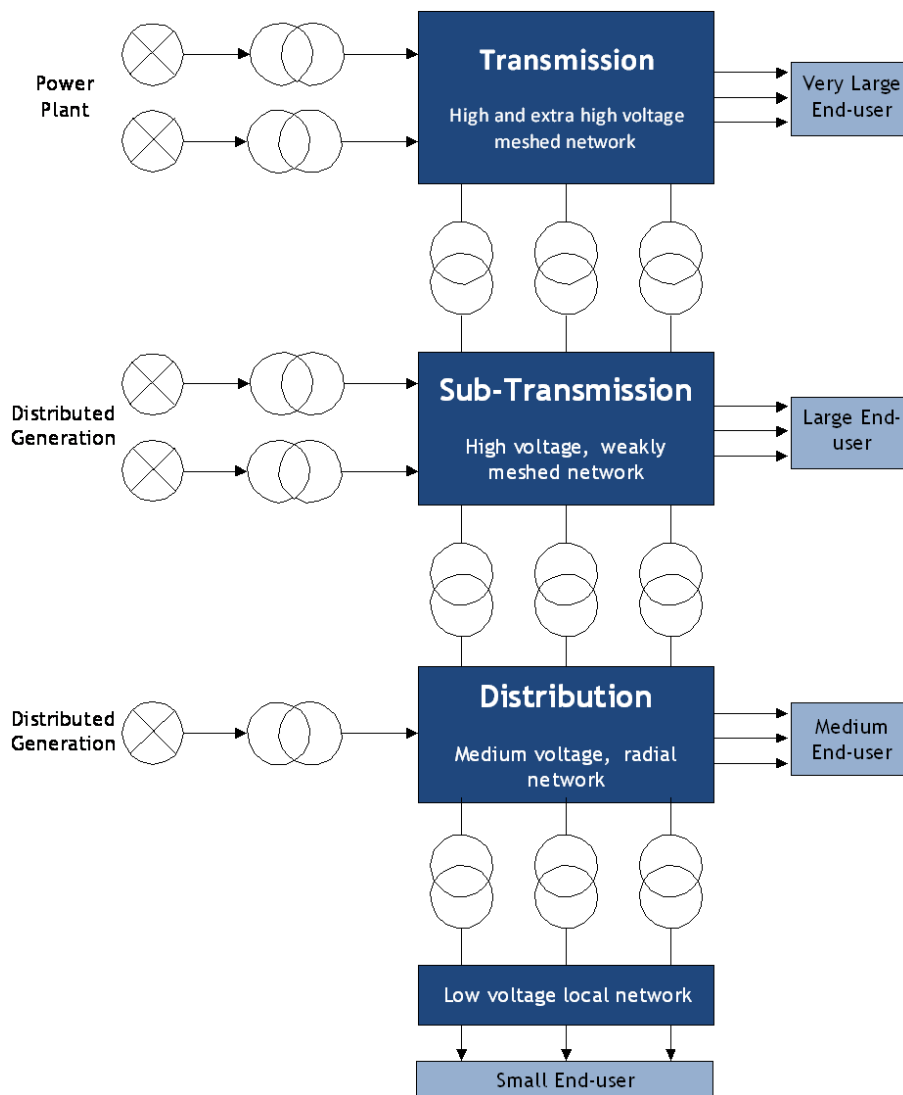 Power
Plant
Transmission
High and extra high voltage
meshed network
Very Large
End-user
Distributed
Generation
Sub-Transmission
High voltage, weakly
meshed network
Large End-
user
Distributed
Generation
Distribution
Medium voltage, radial
network
Medium
End-user
Low voltage local network
Small End-user